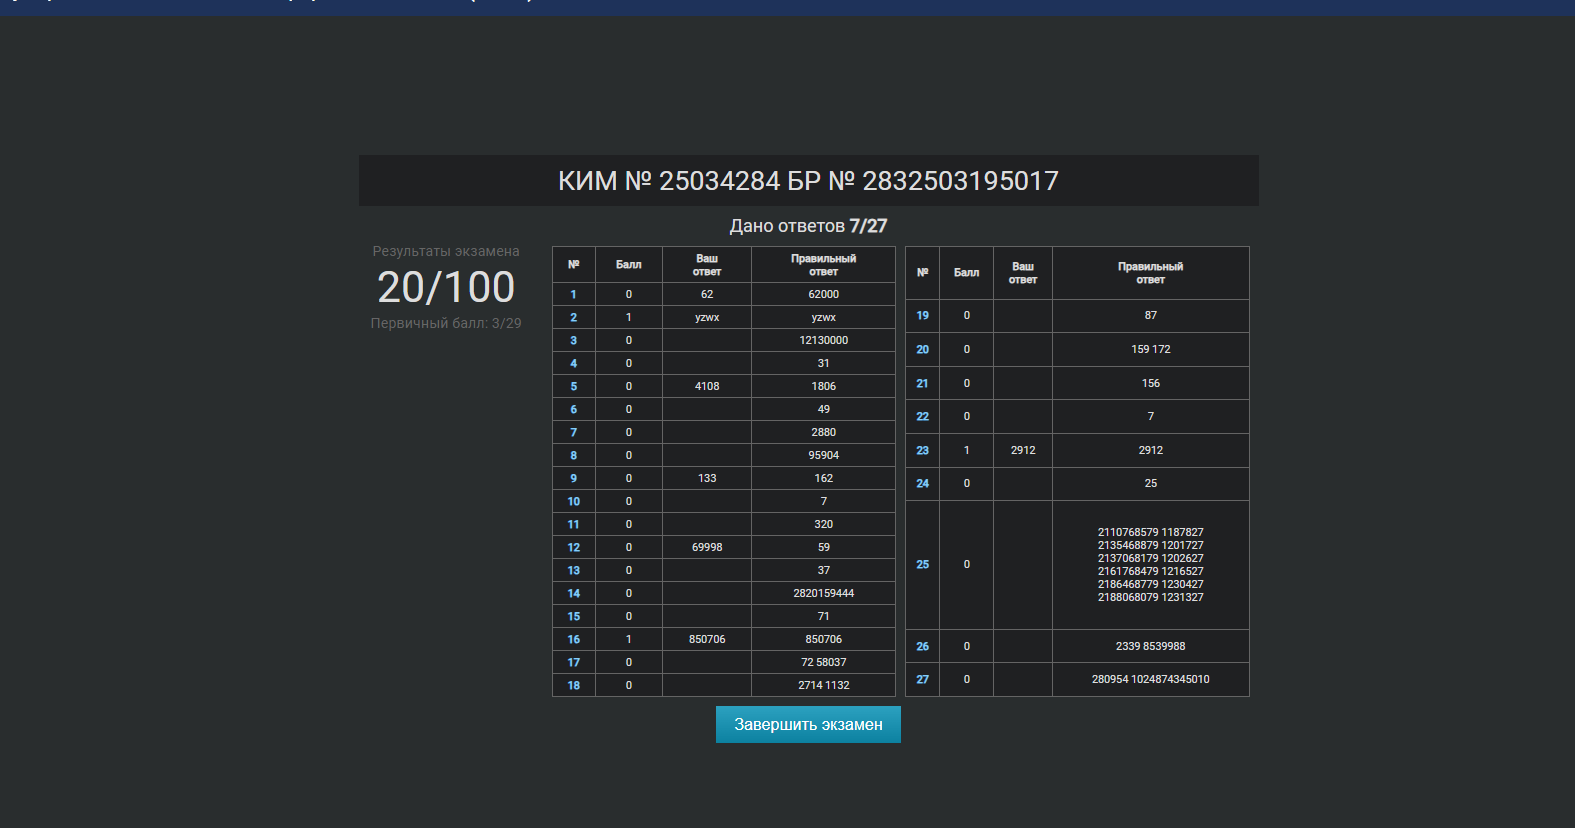 КИМ № 25034284 БР № 2832503195017
Дано ответов 7/27
Результаты экзамена
20/100
Первичный балл: 3/29
№ Балл Ваш ответ Правильный ответ
1 0 62 62000
2 1 yzwx yzwx
3 0 12130000
4 0 31
5 0 4108 1806
6 0 49
7 0 2880
8 0 95904
9 0 133 162
10 0 7
11 0 320
12 0 69998 59
13 0 37
14 0 2820159444
15 0 71
16 1 850706 850706
17 0 72 58037
18 0 2714 1132
№ Балл Ваш ответ Правильный ответ
19 0 87
20 0 159 172
21 0 156
22 0 7
23 1 2912 2912
24 0 25
25 0
2110768579 1187827
2135468879 1201727
2137068179 1202627
2161768479 1216527
2186468779 1230427
2188068079 1231327
26 0 2339 8539988
27 0 280954 1024874345010
Завершить экзамен